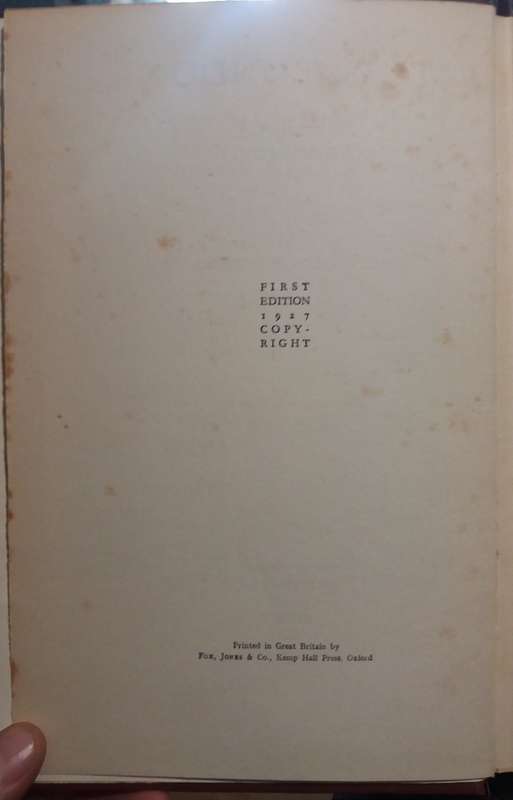 FIRST
EDITION
1927
COPY-
RIGHT
Printed in Great Britain by
Fox, Jones & Co., Kemp Hall Press, Oxford